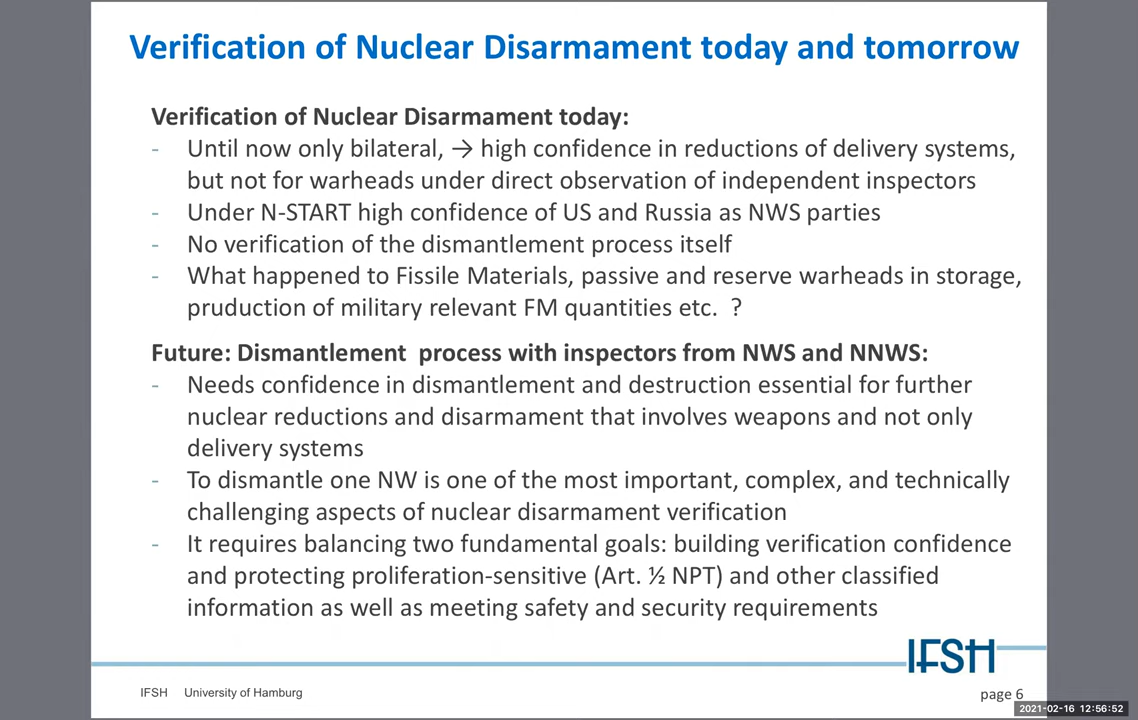 Verification of Nuclear Disarmament today and tomorrow
Verification of Nuclear Disarmament today:
- Until now only bilateral, → high confidence in reductions of delivery systems,
but not for warheads under direct observation of independent inspectors
- Under N-START high confidence of US and Russia as NWS parties
- No verification of the dismantlement process itself
- What happened to Fissile Materials, passive and reserve warheads in storage,
pruduction of military relevant FM quantities etc. ?
Future: Dismantlement process with inspectors from NWS and NNWS:
- Needs confidence in dismantlement and destruction essential for further
nuclear reductions and disarmament that involves weapons and not only
delivery systems
- To dismantle one NW is one of the most important, complex, and technically
challenging aspects of nuclear disarmament verification
- It requires balancing two fundamental goals: building verification confidence
and protecting proliferation-sensitive (Art. ½ NPT) and other classified
information as well as meeting safety and security requirements
IFSH
IFSH University of Hamburg
page 6
2021-02-16 12:56:52